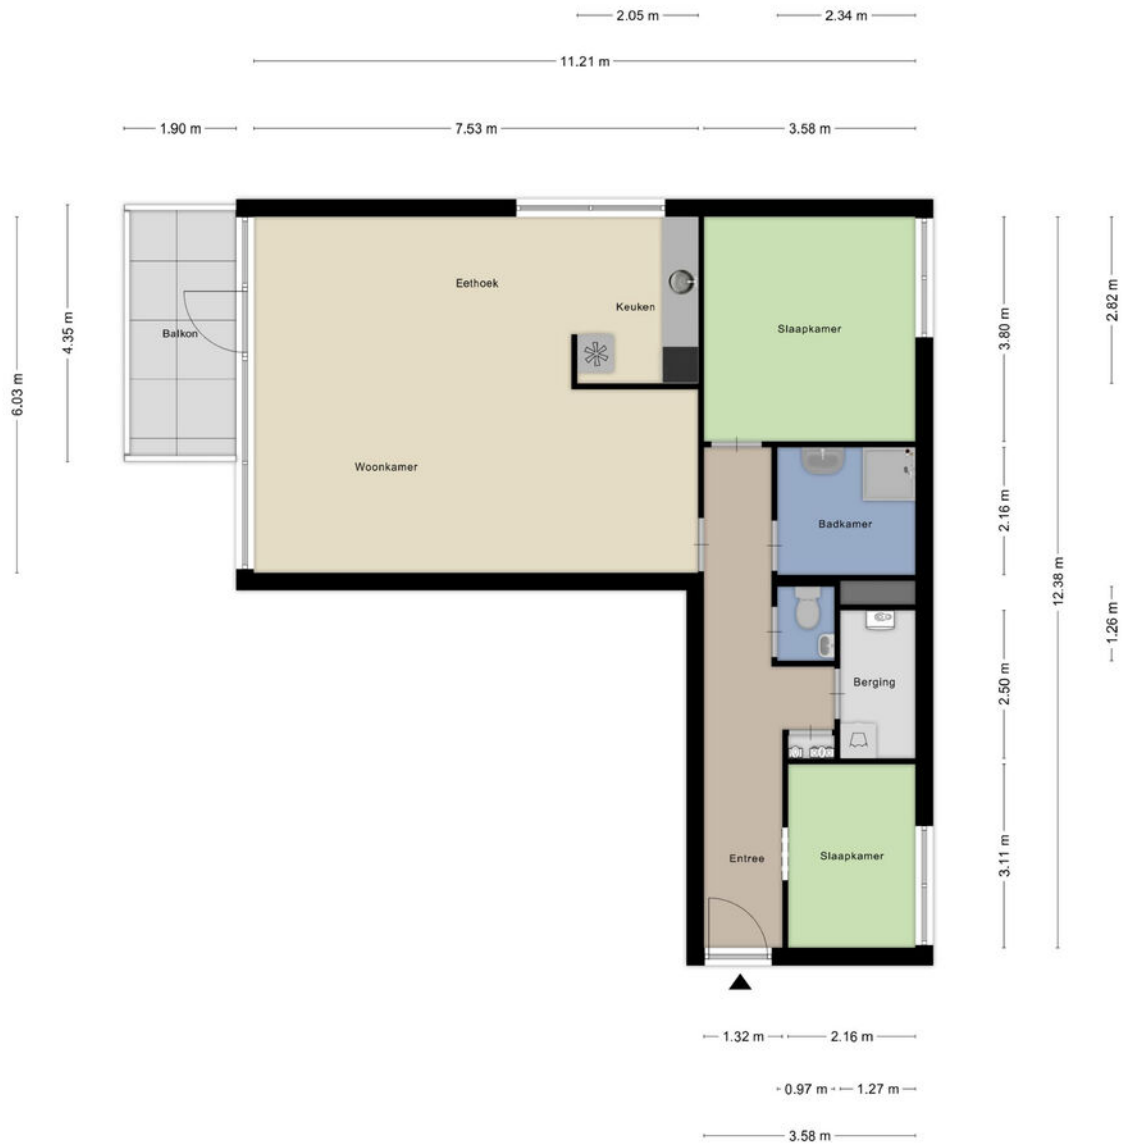 2.05 m
2.34 m
11.21 m
1.90 m
7.53 m
3.58 m
6.03 m
4.35 m
Balkon
Eethoek
Keuken
Woonkamer
Slaapkamer
Badkamer
Berging
Entree
Slaapkamer
3.80 m
2.16 m
2.50 m
3.11 m
12.38 m
2.82 m
1.26 m
1.32 m
2.16 m
0.97 m
1.27 m
3.58 m